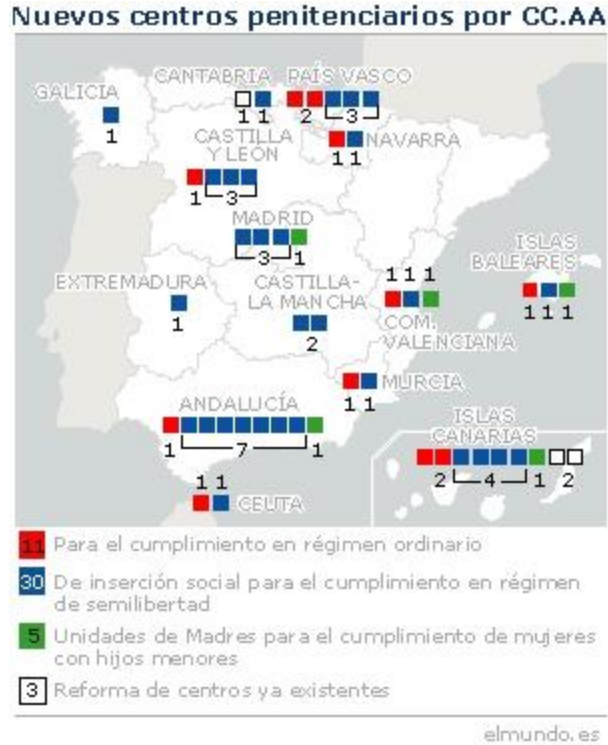 Nuevos centros penitenciarios por CC.AA
CANTABRIA PAÍS VASCO
GALICIA
1
1 1
2 3
CASTILLA
Y LEÓN
NAVARRA
1 1
1 3
MADRID
3 1
ISLAS
BALEARES
1 1 1
EXTREMADURA
1
CASTILLA-
LA MANCHA
2
1 1 1
COM.
VALENCIANA
MURCIA
1 1
ANDALUCÍA
1 7 1
ISLAS
CANARIAS
2 4 1 2
1 1
CEUTA
11 Para el cumplimiento en régimen ordinario
30 De inserción social para el cumplimiento en régimen
de semilibertad
5 Unidades de Madres para el cumplimiento de mujeres
con hijos menores
3 Reforma de centros ya existentes
elmundo.es